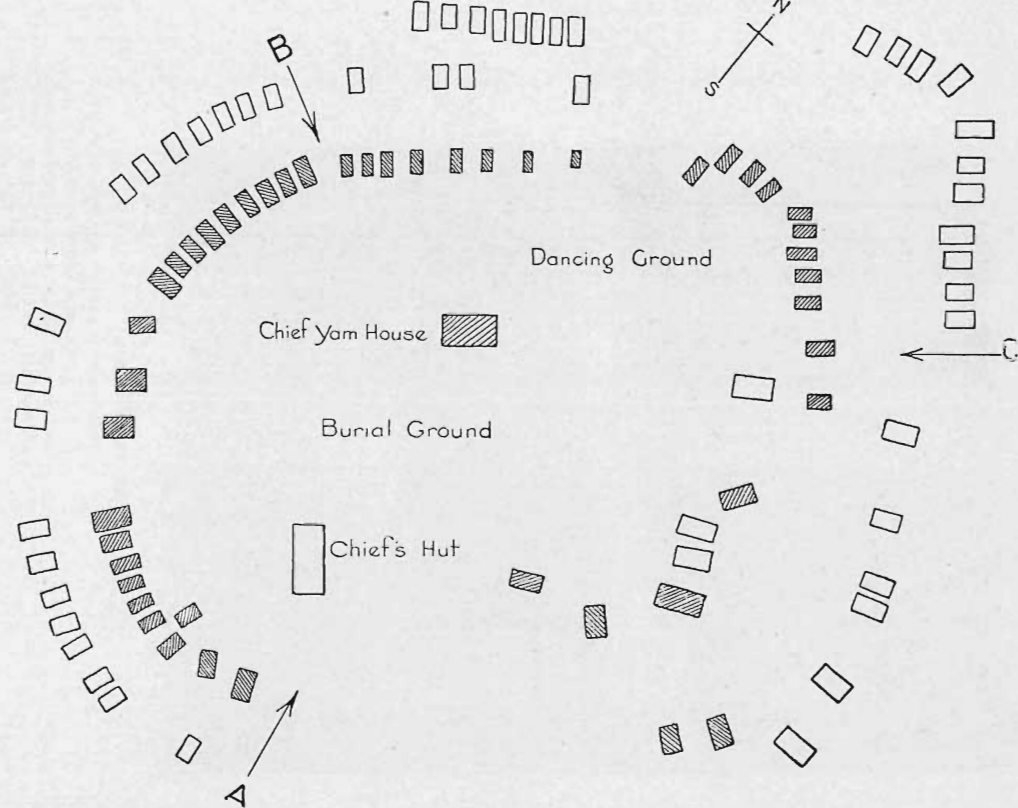 N
B
S
Dancing Ground
Chief Yam House
C
Burial Ground
Chief's Hut
A